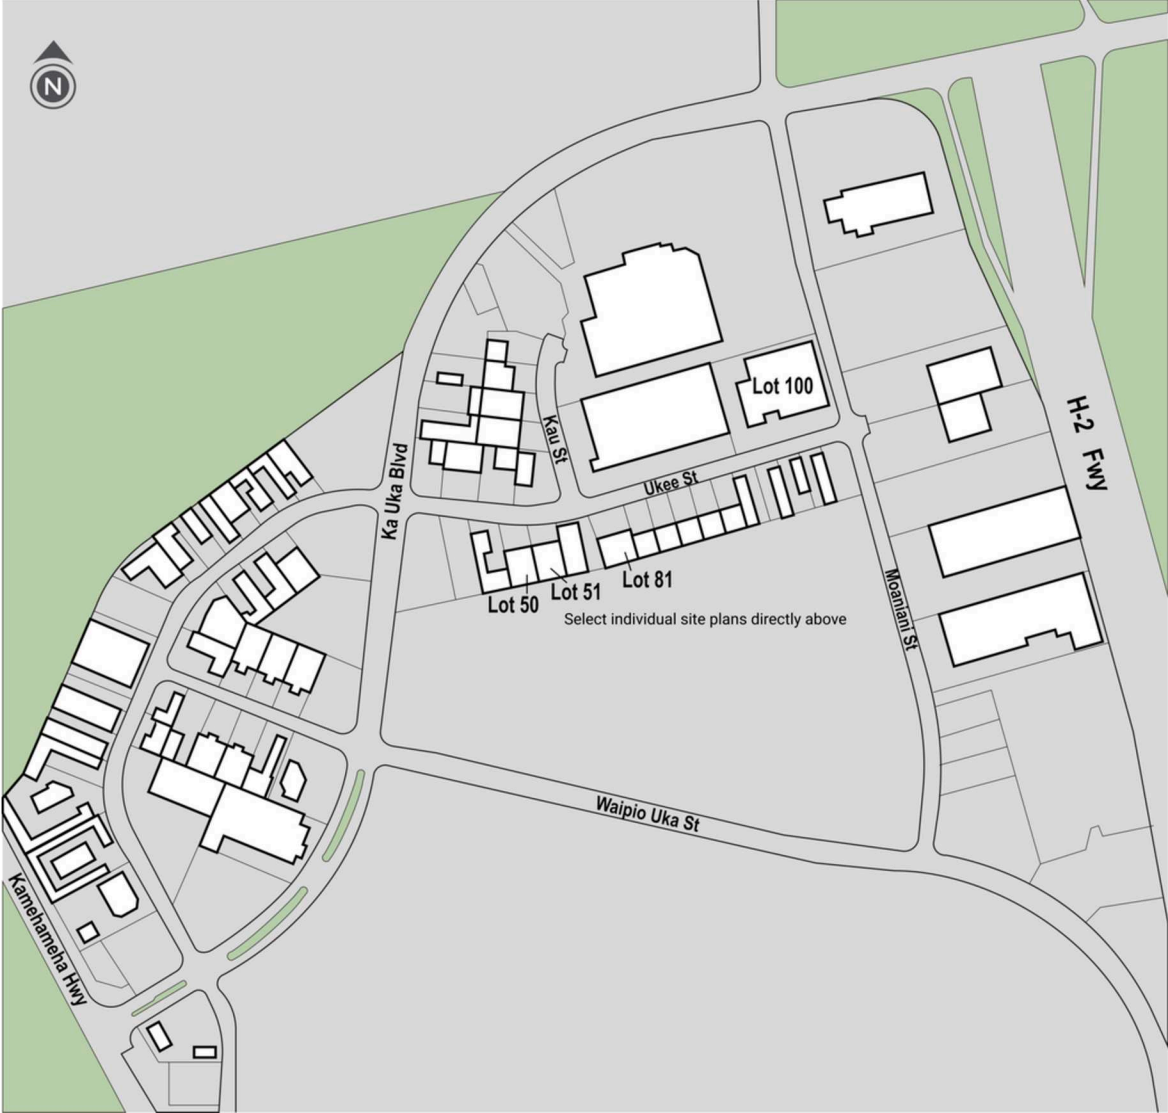 N
Lot 100
H-2 Fwy
Kau St
Ka Uka Blvd
Ukee St
Lot 81
Lot 51
Lot 50
Select individual site plans directly above
Moaniani St
Waipio Uka St
Kamehameha Hwy